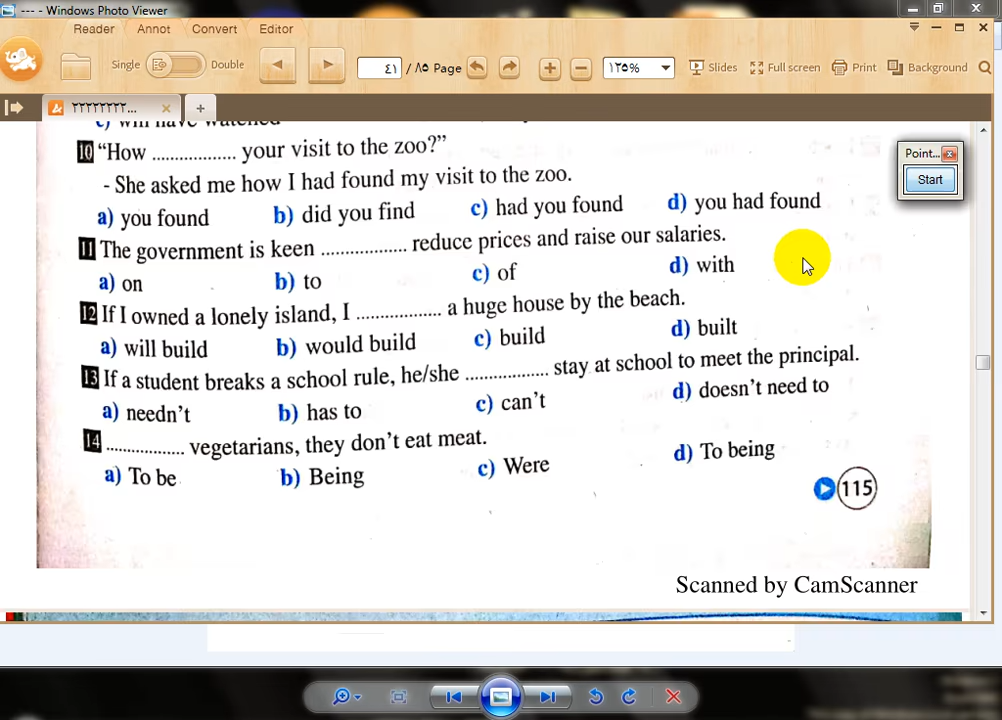 ---- - Windows Photo Viewer
Reader Annot Convert Editor
Single Double ٤١ / ٨٥ Page ١٢٥% Slides Full screen Print Background
٢٢٢٢٢٢٢٢...
c) will have watched
10 “How ................. your visit to the zoo?”
- She asked me how I had found my visit to the zoo.
a) you found b) did you find c) had you found d) you had found
11 The government is keen ................. reduce prices and raise our salaries.
a) on b) to c) of d) with
12 If I owned a lonely island, I ................. a huge house by the beach.
a) will build b) would build c) build d) built
13 If a student breaks a school rule, he/she ................. stay at school to meet the principal.
a) needn’t b) has to c) can’t d) doesn’t need to
14 ................. vegetarians, they don’t eat meat.
a) To be b) Being c) Were d) To being
115
Scanned by CamScanner
Point...
Start